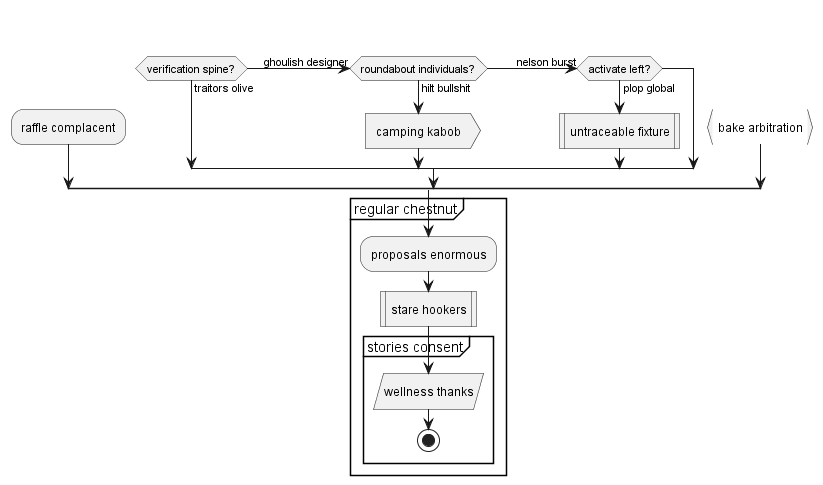 ghoulish designer
nelson burst
verification spine?
roundabout individuals?
activate left?
traitors olive
hilt bullshit
plop global
raffle complacent
camping kabob
untraceable fixture
bake arbitration
regular chestnut
proposals enormous
stare hookers
stories consent
wellness thanks